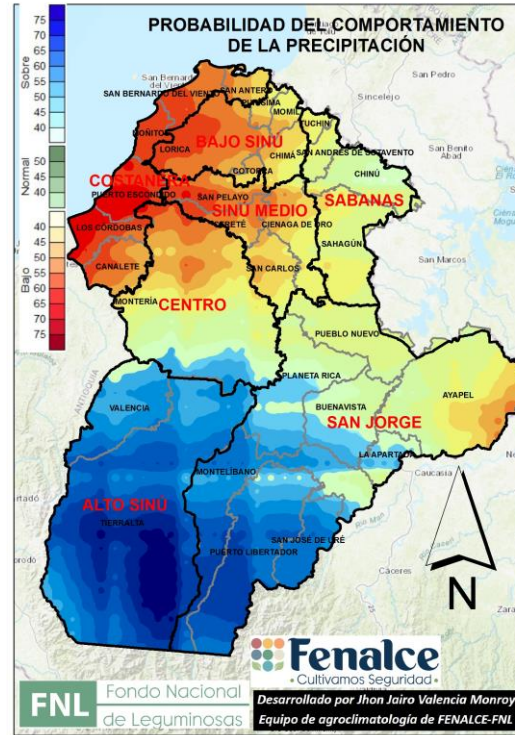 PROBABILIDAD DEL COMPORTAMIENTO
DE LA PRECIPITACIÓN
Sobre
75
70
65
60
55
50
45
40
Normal
50
45
40
Bajo
40
45
50
55
60
65
70
75
San Bernardo
del Viento
SAN BERNARDO DEL VIENTO
SAN ANTERO
PURISIMA
MOMIL
TUCHIN
MOÑITOS
LORICA
BAJO SINÚ
CHIMÁ
SAN ANDRES DE SOTAVENTO
CHINÚ
COTORRA
COSTANERA
PUERTO ESCONDIDO
SAN PELAYO
SINÚ MEDIO
SABANAS
LOS CÓRDOBAS
CERETÉ
CIENAGA DE ORO
SAHAGÚN
CANALETE
SAN CARLOS
MONTERÍA
CENTRO
PUEBLO NUEVO
PLANETA RICA
AYAPEL
VALENCIA
BUENAVISTA
SAN JORGE
LA APARTADA
MONTELÍBANO
ALTO SINÚ
TIERRALTA
PUERTO LIBERTADOR
SAN JOSÉ DE URÉ
San Pedro
Sincelejo
San Benito
Abad
San Marcos
ANTIOQUIA
Caucasia
Río Man
Cáceres
Zara
N
Fenalce
Cultivamos Seguridad
FNL
Fondo Nacional
de Leguminosas
Desarrollado por Jhon Jairo Valencia Monroy
Equipo de agroclimatología de FENALCE-FNL